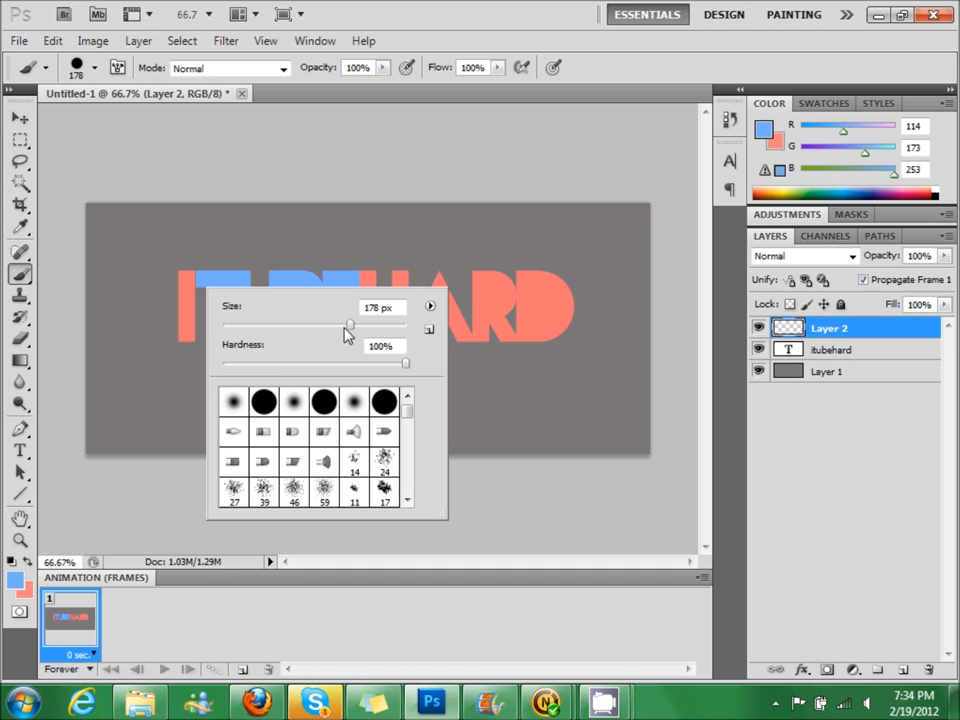 Ps Br Mb 66.7 ESSENTIALS DESIGN PAINTING
File Edit Image Layer Select Filter View Window Help
178 Mode: Normal Opacity: 100% Flow: 100%
Untitled-1 @ 66.7% (Layer 2, RGB/8) *
COLOR SWATCHES STYLES
R 114
G 173
B 253
ADJUSTMENTS MASKS
LAYERS CHANNELS PATHS
Normal Opacity: 100%
Unify: Propagate Frame 1
Lock: Fill: 100%
Layer 2
T itubehard
Layer 1
HARD
Size: 178 px
Hardness: 100%
14 24
27 39 46 59 11 17
66.67% Doc: 1.03M/1.29M
ANIMATION (FRAMES)
1
0 sec.
Forever
7:34 PM
2/19/2012